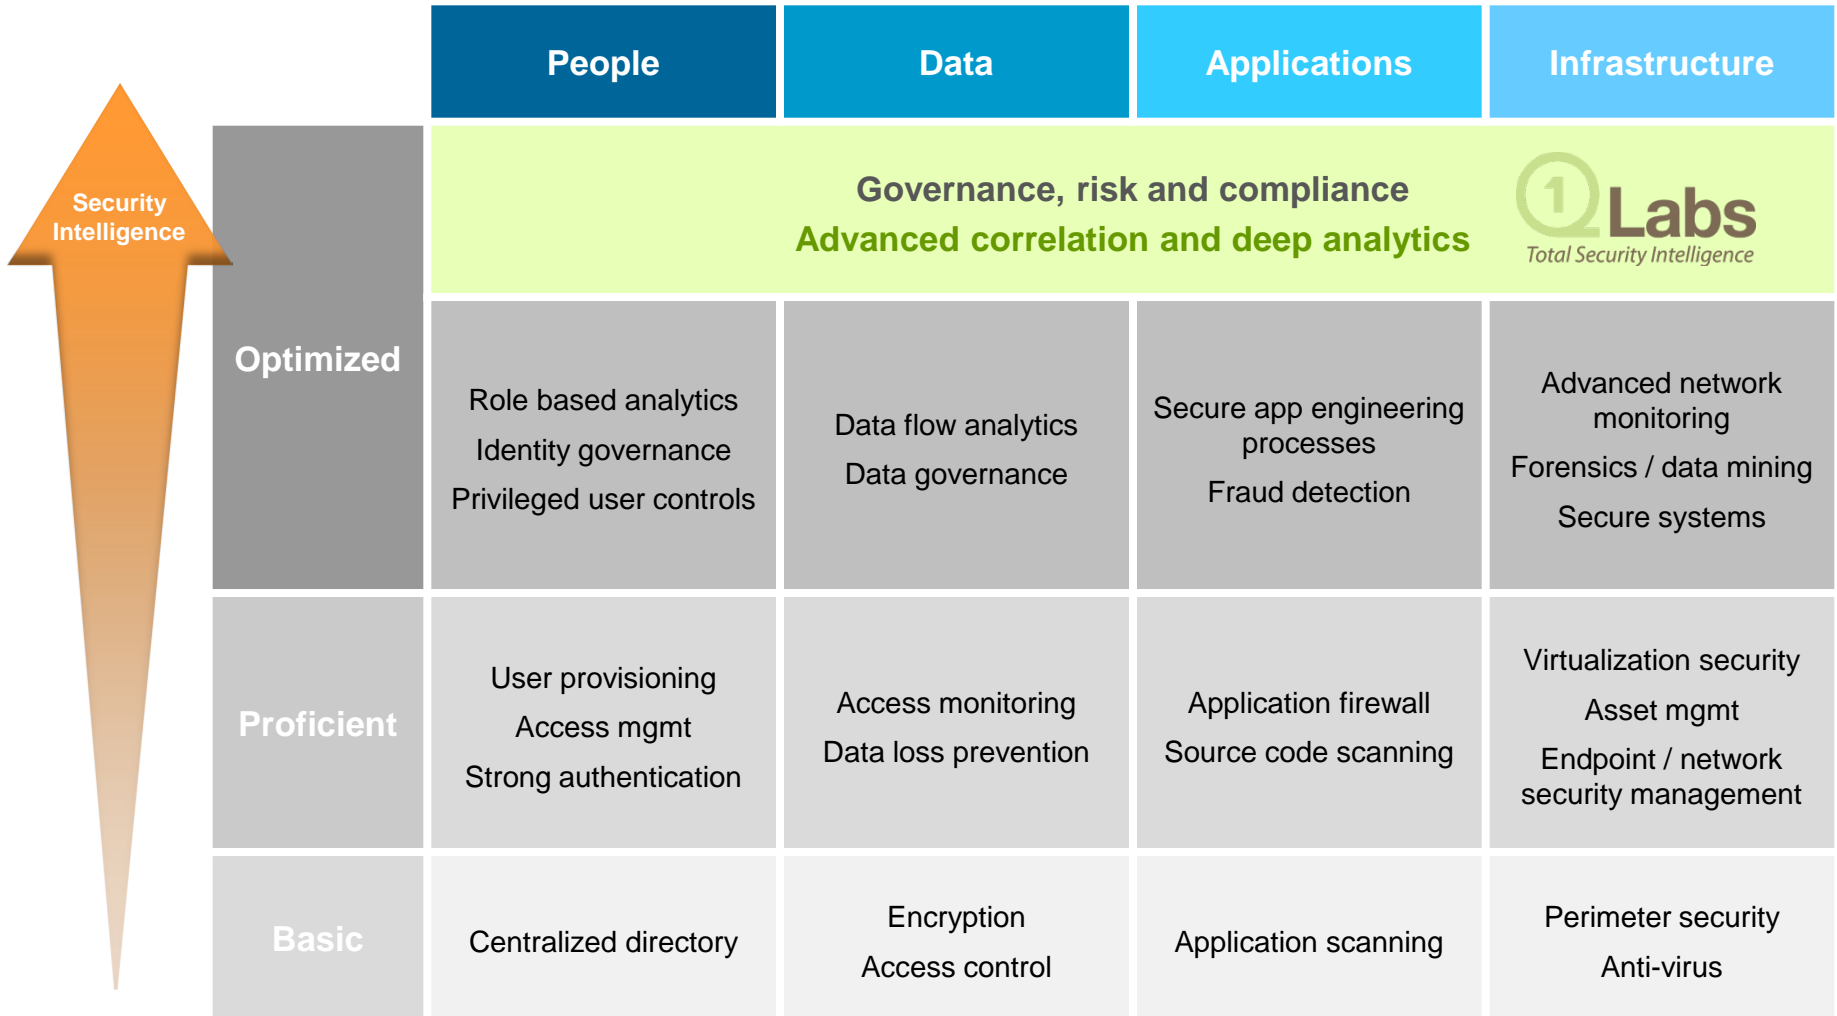 People
Data
Applications
Infrastructure
Security
Intelligence
Optimized
Governance, risk and compliance
Advanced correlation and deep analytics
Q1 Labs
Total Security Intelligence
Role based analytics
Identity governance
Privileged user controls
Data flow analytics
Data governance
Secure app engineering
processes
Fraud detection
Advanced network
monitoring
Forensics / data mining
Secure systems
Proficient
User provisioning
Access mgmt
Strong authentication
Access monitoring
Data loss prevention
Application firewall
Source code scanning
Virtualization security
Asset mgmt
Endpoint / network
security management
Basic
Centralized directory
Encryption
Access control
Application scanning
Perimeter security
Anti-virus